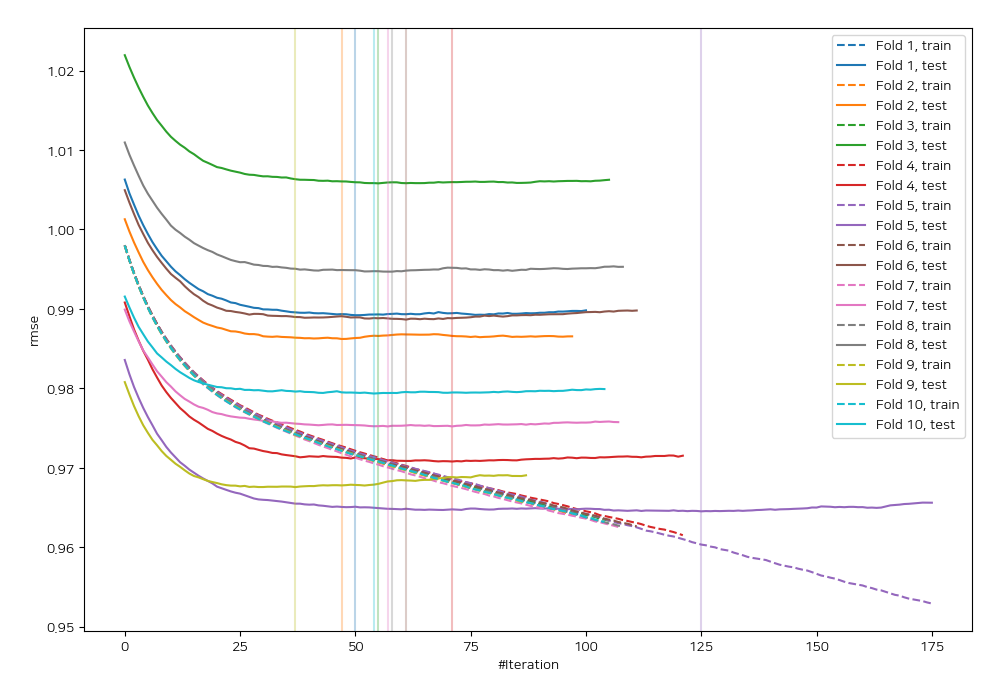 1,02
1,01
1,00
0,99
0,98
0,97
0,96
0,95
rmse
0
25
50
75
100
125
150
175
#Iteration
Fold 1, train
Fold 1, test
Fold 2, train
Fold 2, test
Fold 3, train
Fold 3, test
Fold 4, train
Fold 4, test
Fold 5, train
Fold 5, test
Fold 6, train
Fold 6, test
Fold 7, train
Fold 7, test
Fold 8, train
Fold 8, test
Fold 9, train
Fold 9, test
Fold 10, train
Fold 10, test